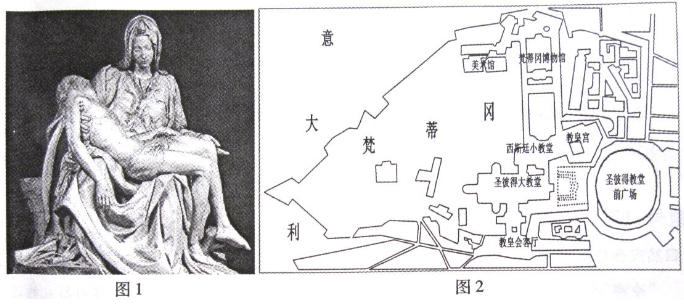 意
大
利
梵
蒂
冈
美术馆
梵蒂冈博物馆
西斯廷小教堂
教皇宫
圣彼得大教堂
圣彼得教堂
前广场
教皇会客厅
图1
图2